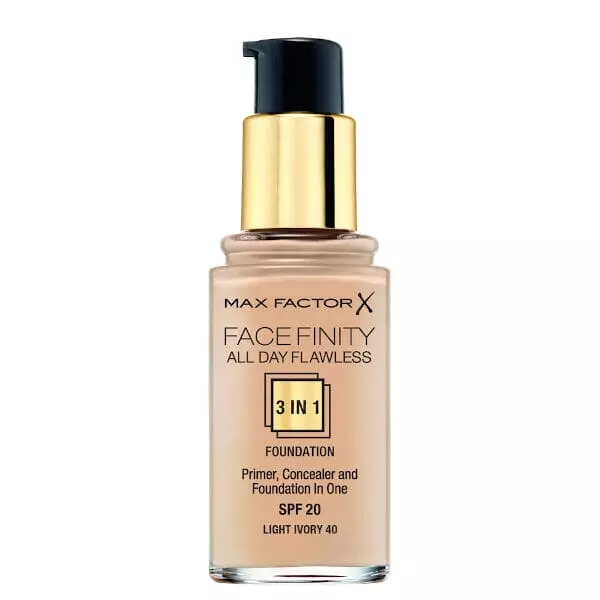 MAX FACTOR X
FACE FINITY
ALL DAY FLAWLESS
3 IN 1
FOUNDATION
Primer, Concealer and
Foundation In One
SPF 20
LIGHT IVORY 40